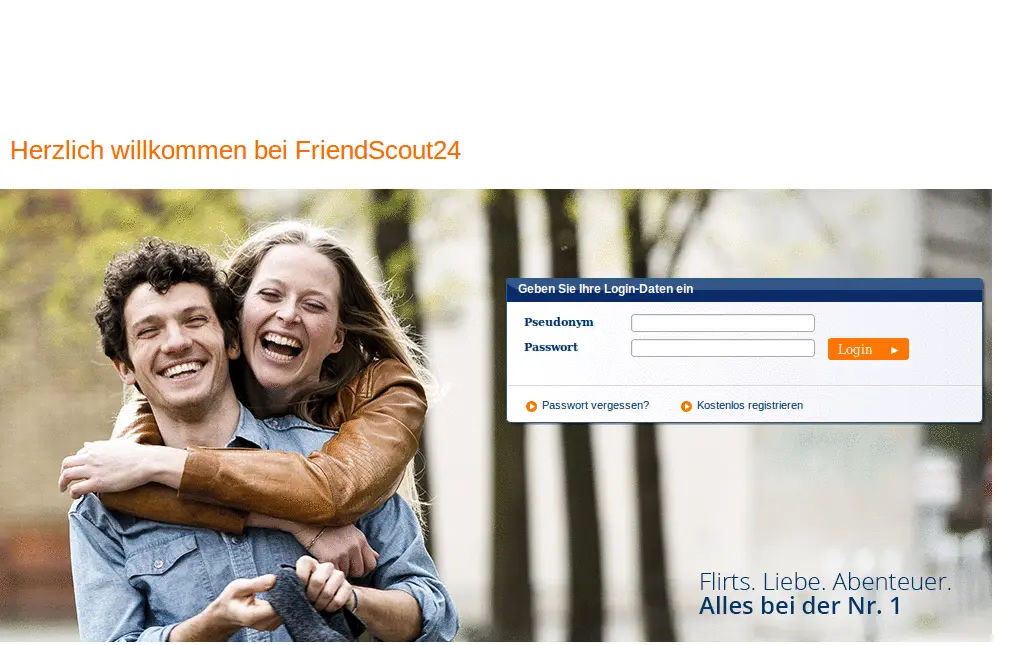 Herzlich willkommen bei FriendScout24
Geben Sie Ihre Login-Daten ein
Pseudonym
Passwort
Login
Passwort vergessen? Kostenlos registrieren
Flirts. Liebe. Abenteuer.
Alles bei der Nr. 1